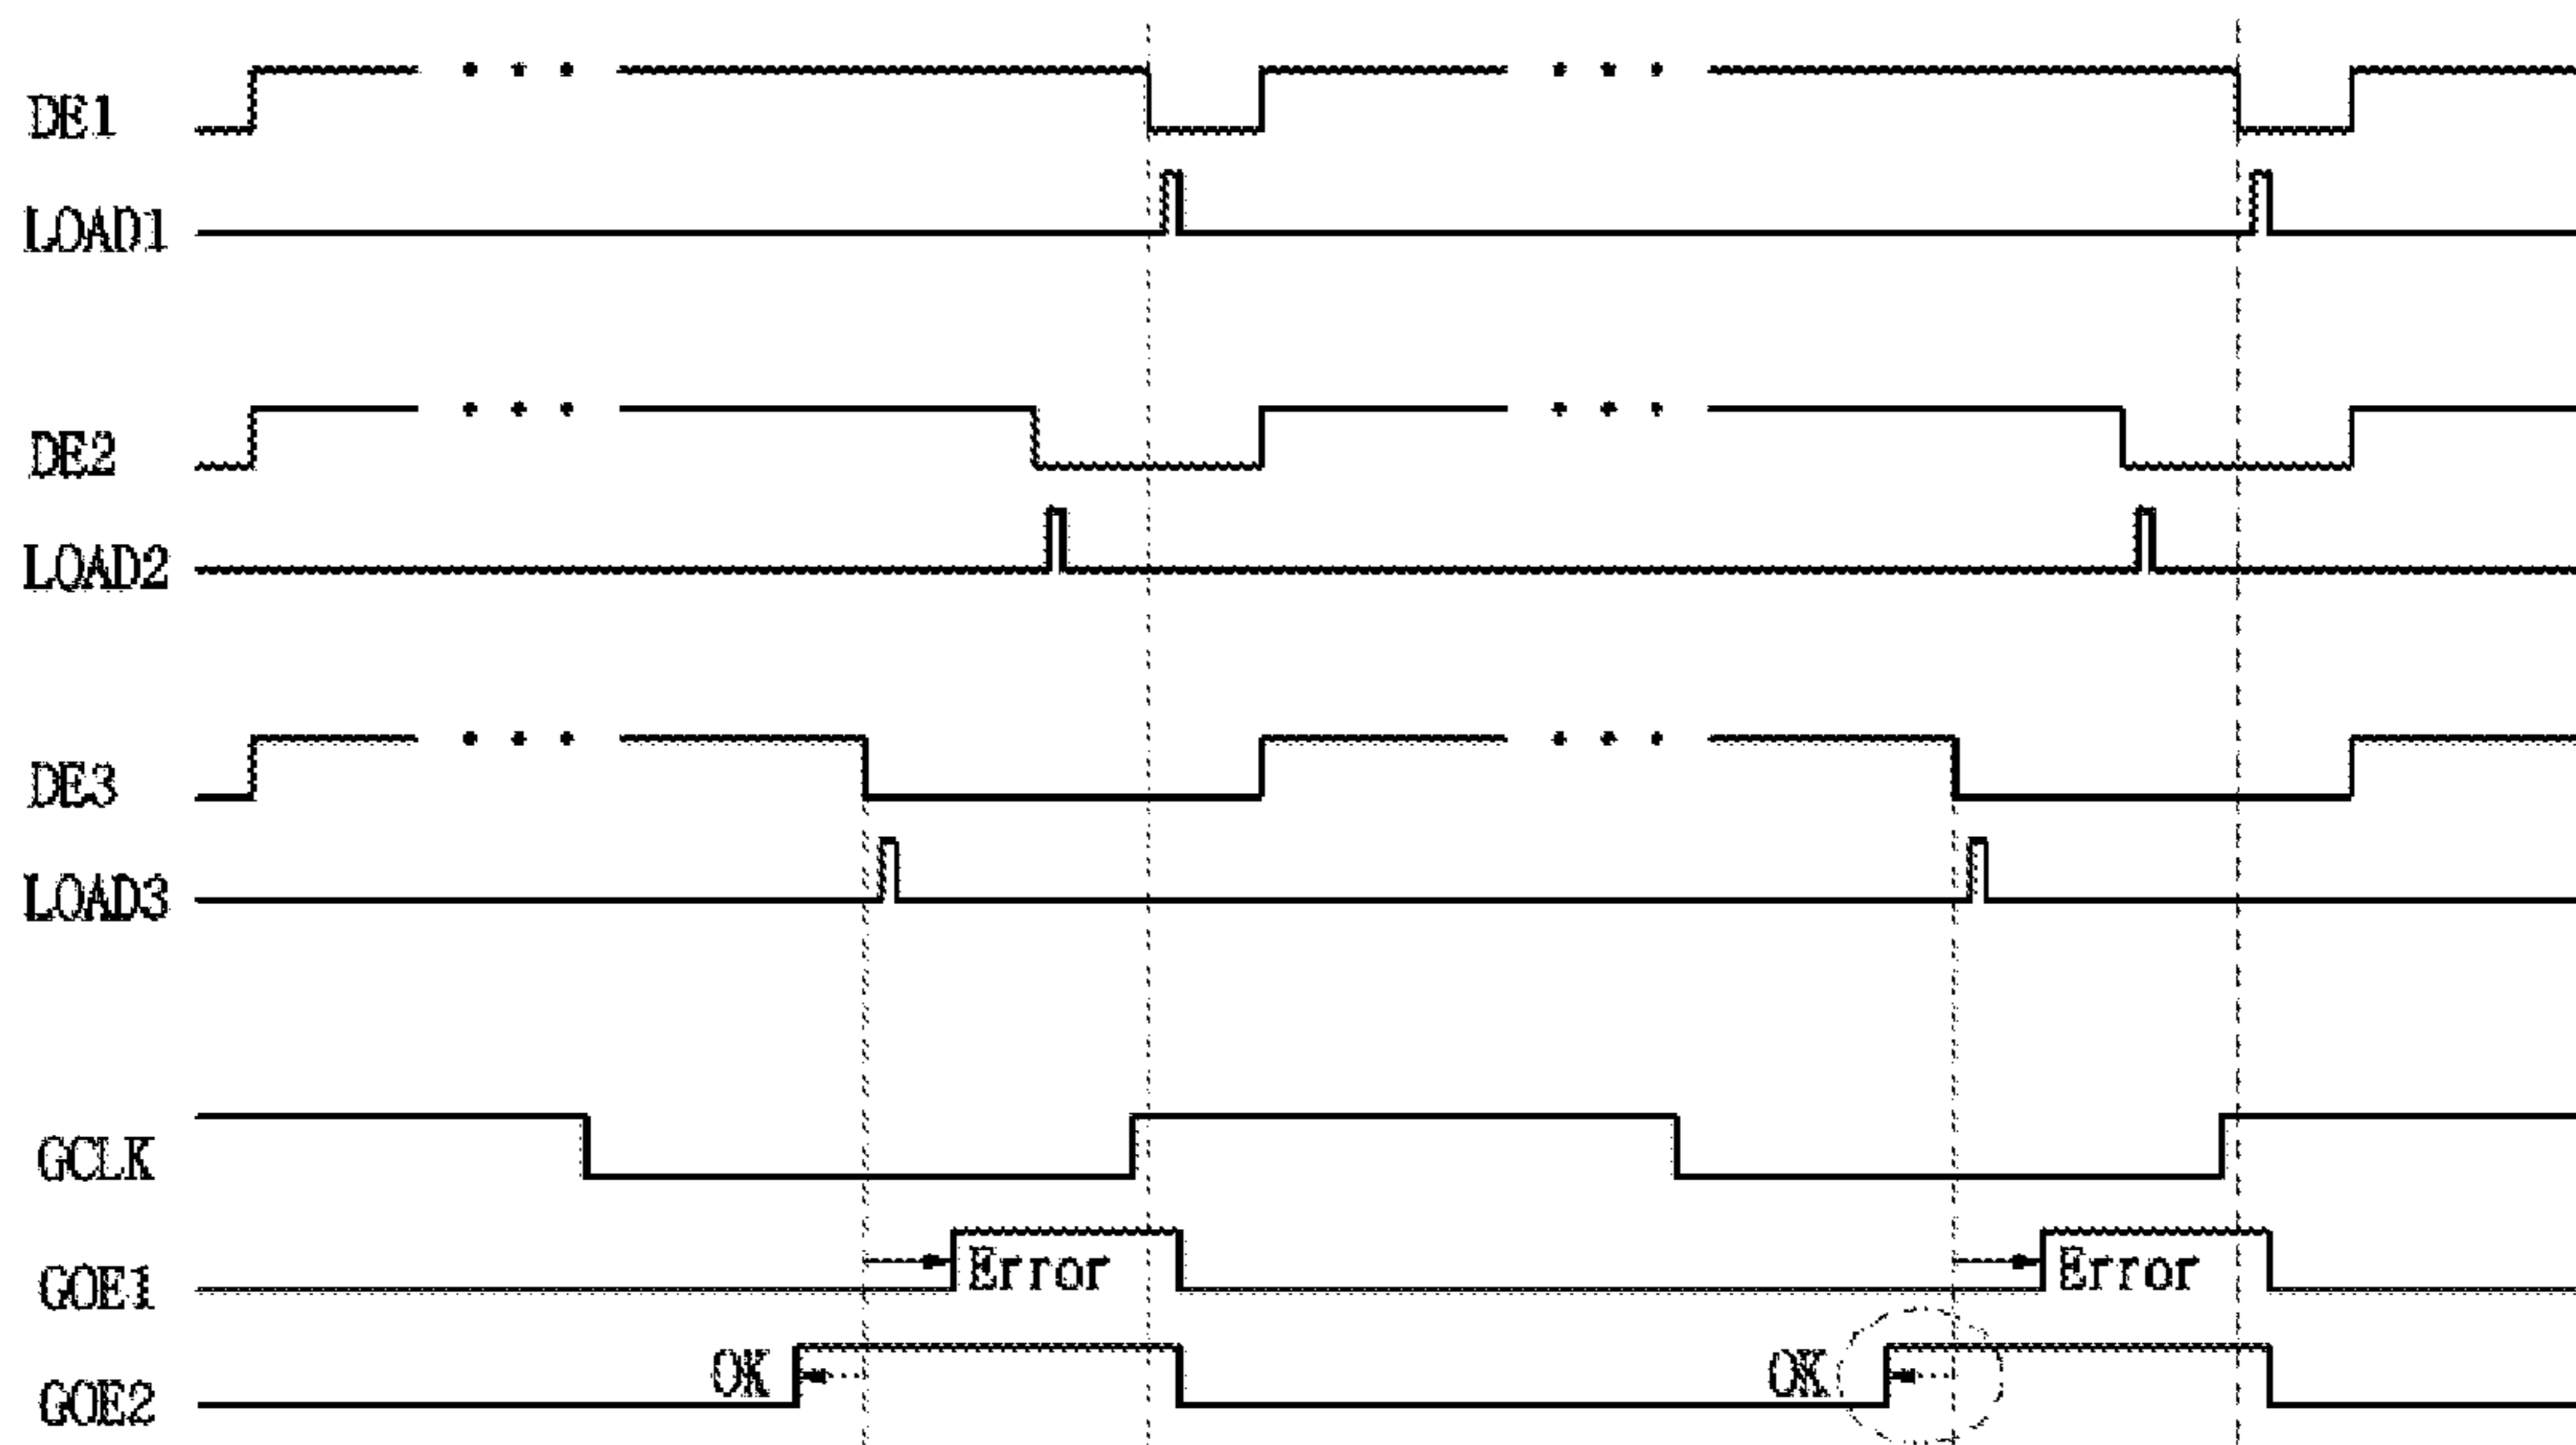 DE1
LOAD1
DE2
LOAD2
DE3
LOAD3
GCLK
GOE1 Error Error
GOE2 OK OK